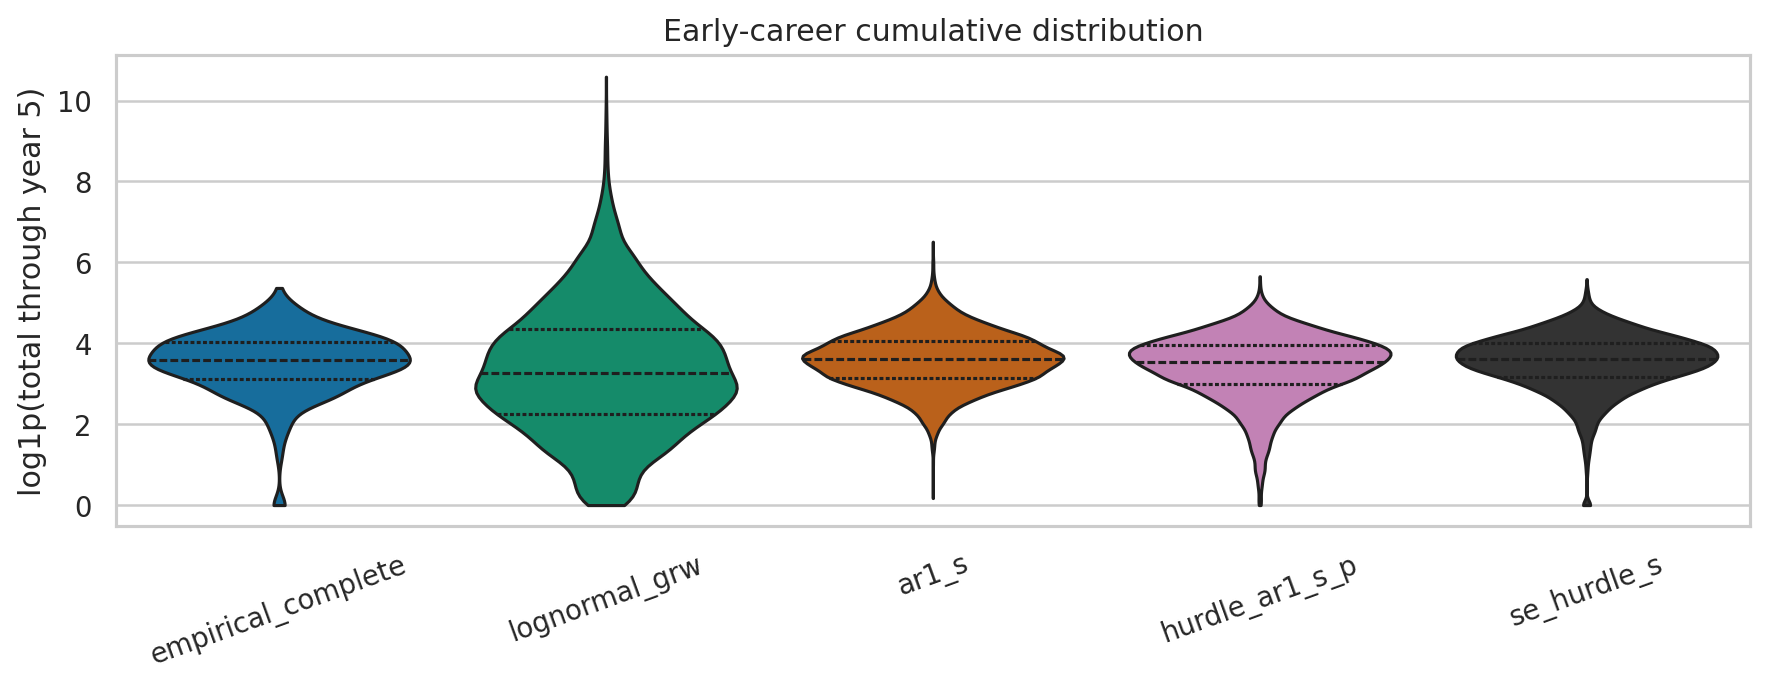 Early-career cumulative distribution
log1p(total through year 5)
10
8
6
4
2
0
empirical_complete
lognormal_grw
ar1_s
hurdle_ar1_s_p
se_hurdle_s